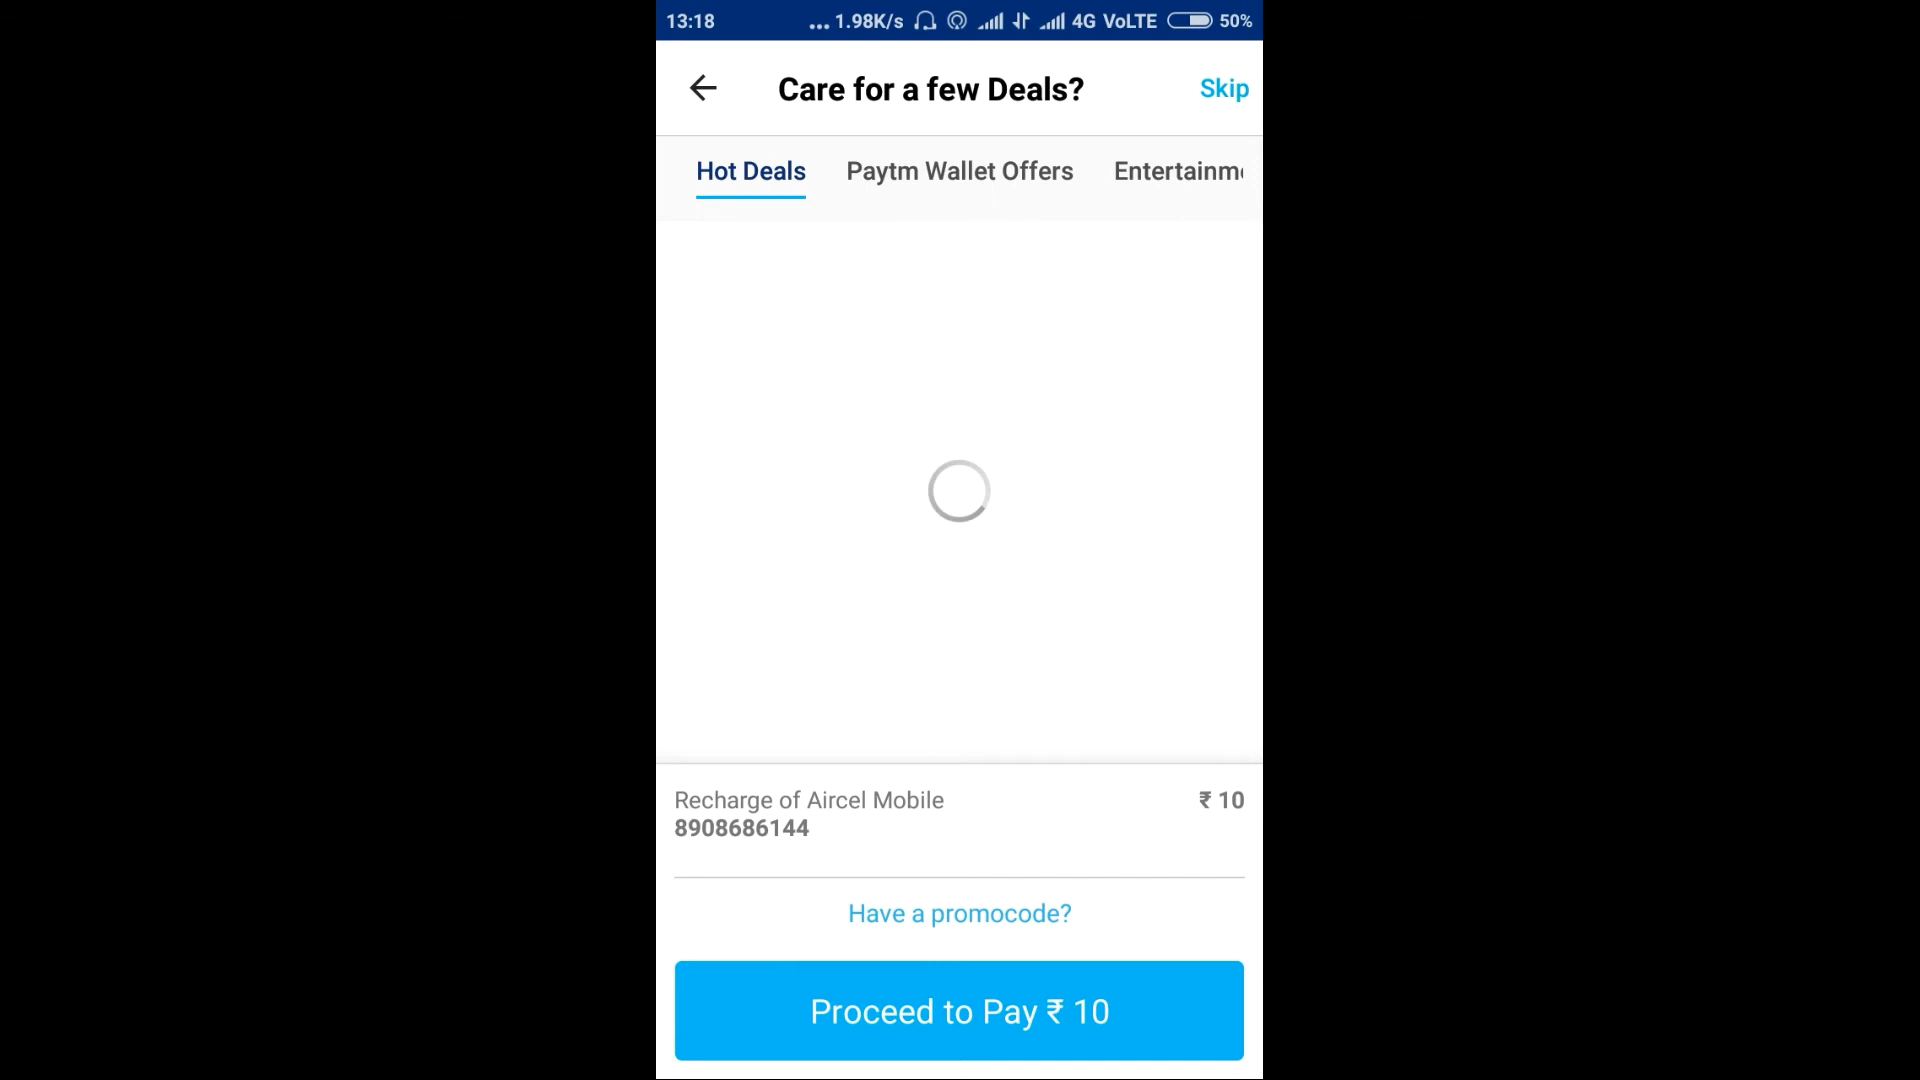 13:18 ... 1.98K/s 4G VoLTE 50%
Care for a few Deals? Skip
Hot Deals Paytm Wallet Offers Entertainm
Recharge of Aircel Mobile ₹ 10
8908686144
Have a promocode?
Proceed to Pay ₹ 10